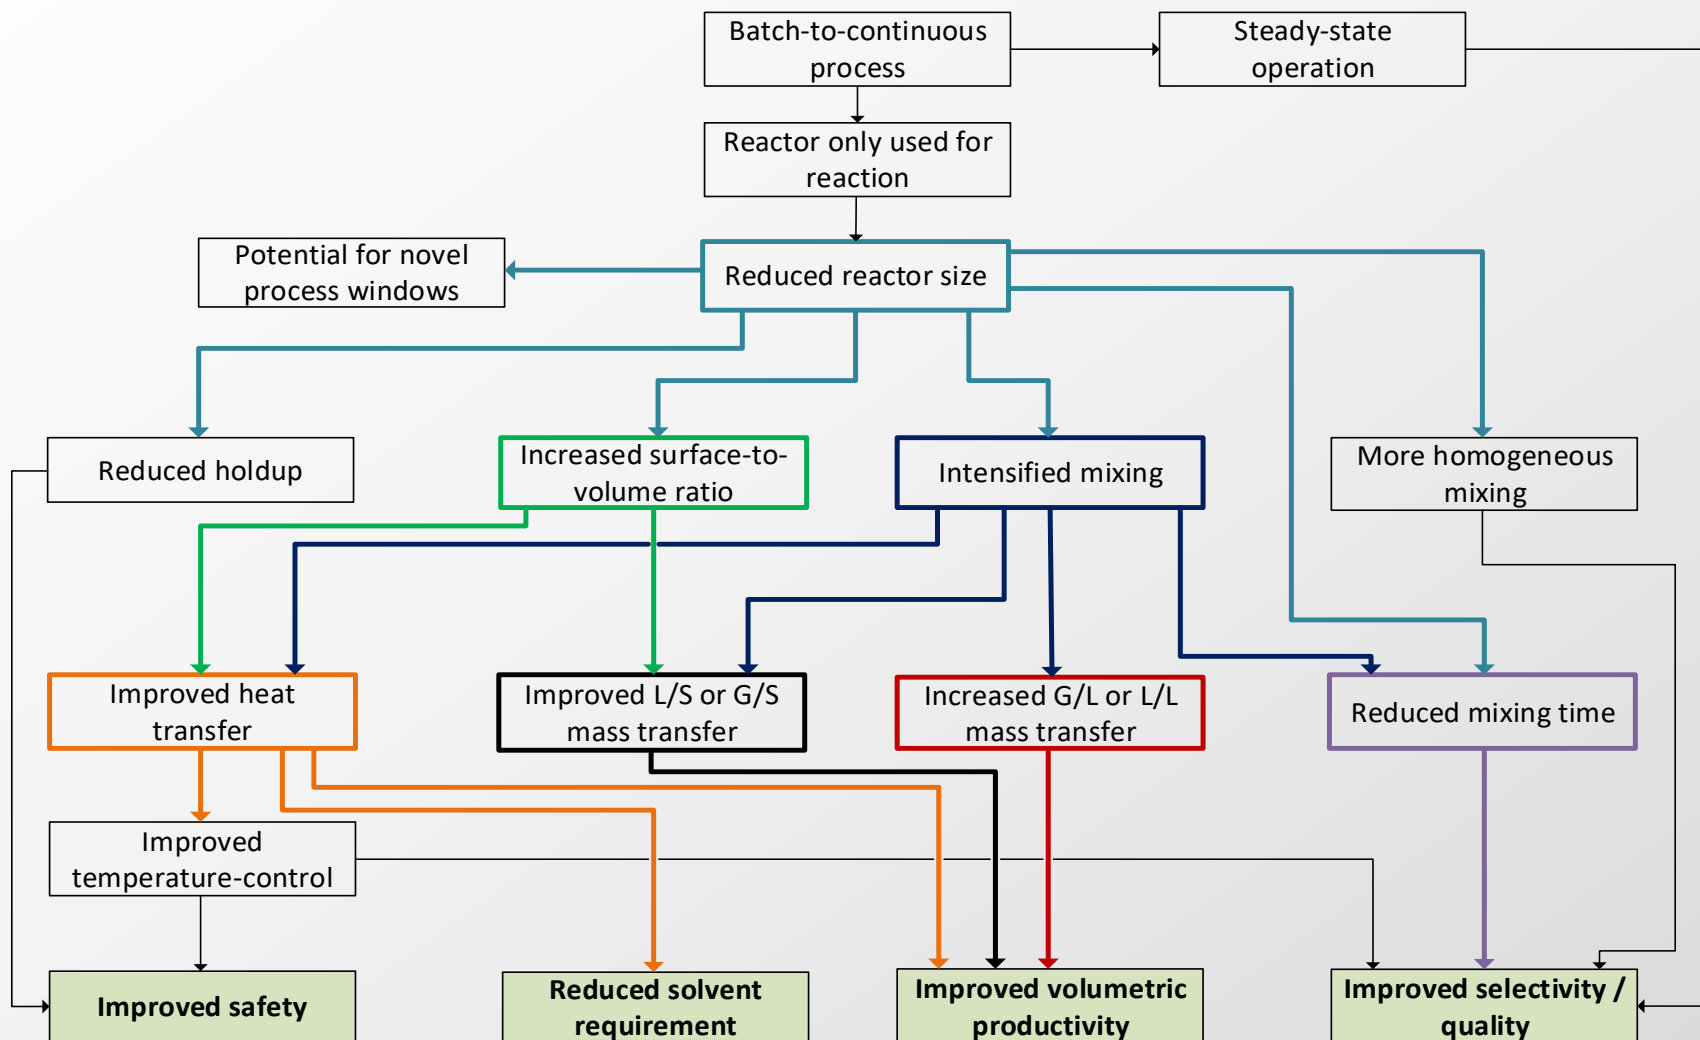 Batch-to-continuous
process
Steady-state
operation
Reactor only used for
reaction
Potential for novel
process windows
Reduced reactor size
Reduced holdup
Increased surface-to-
volume ratio
Intensified mixing
More homogeneous
mixing
Improved heat
transfer
Improved L/S or G/S
mass transfer
Increased G/L or L/L
mass transfer
Reduced mixing time
Improved
temperature-control
Improved safety
Reduced solvent
requirement
Improved volumetric
productivity
Improved selectivity /
quality